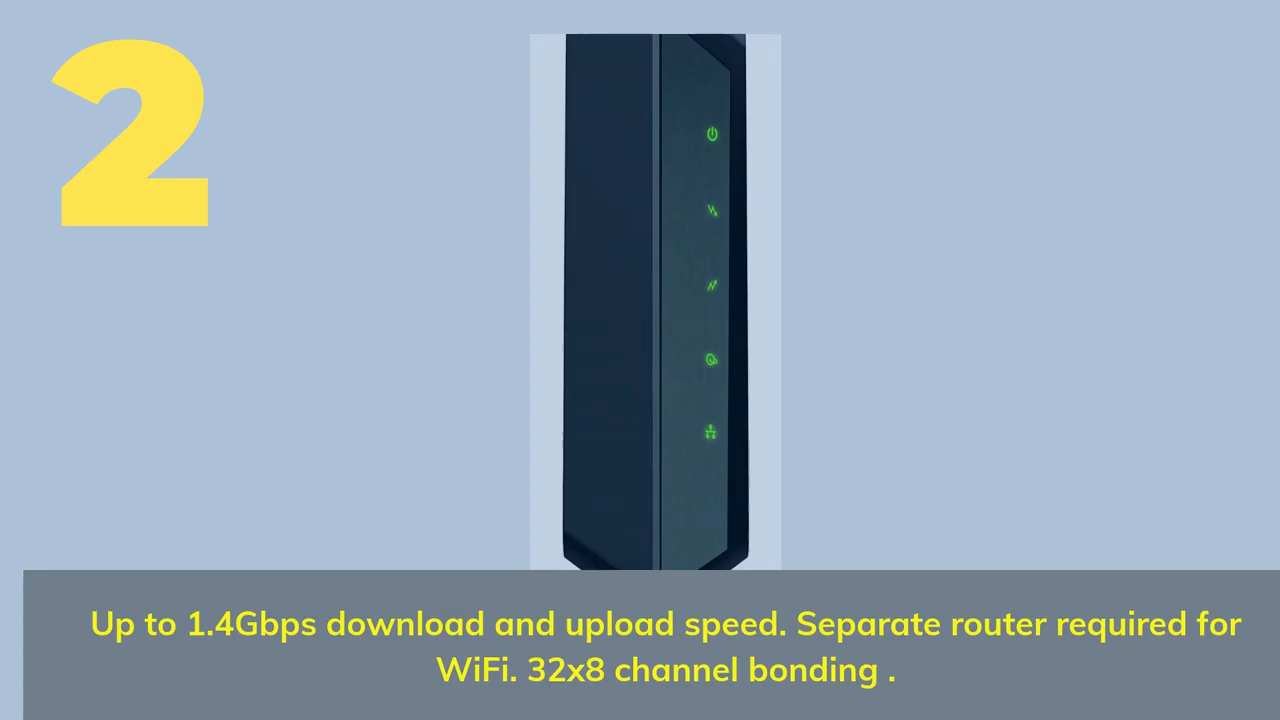 2
Up to 1.4Gbps download and upload speed. Separate router required for
WiFi. 32x8 channel bonding .